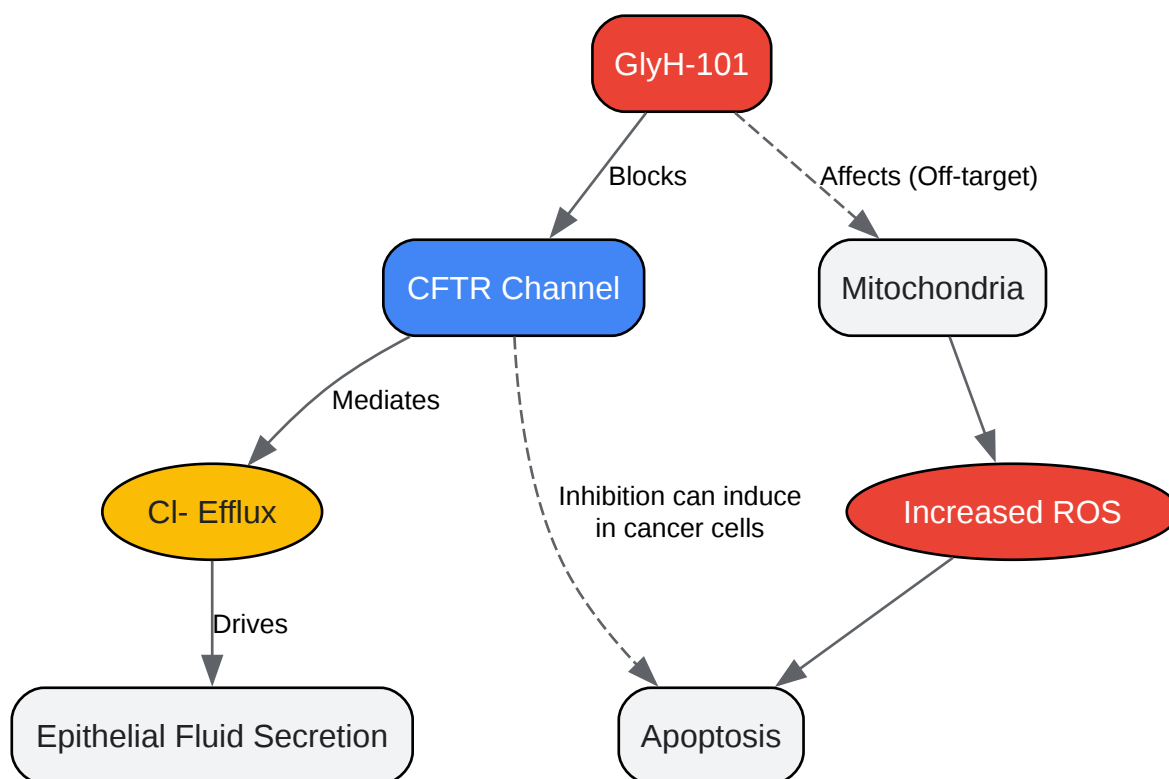 GlyH-101
Blocks
Affects (Off-target)
CFTR Channel
Mitochondria
Mediates
Inhibition can induce
in cancer cells
Cl- Efflux
Increased ROS
Drives
Epithelial Fluid Secretion
Apoptosis